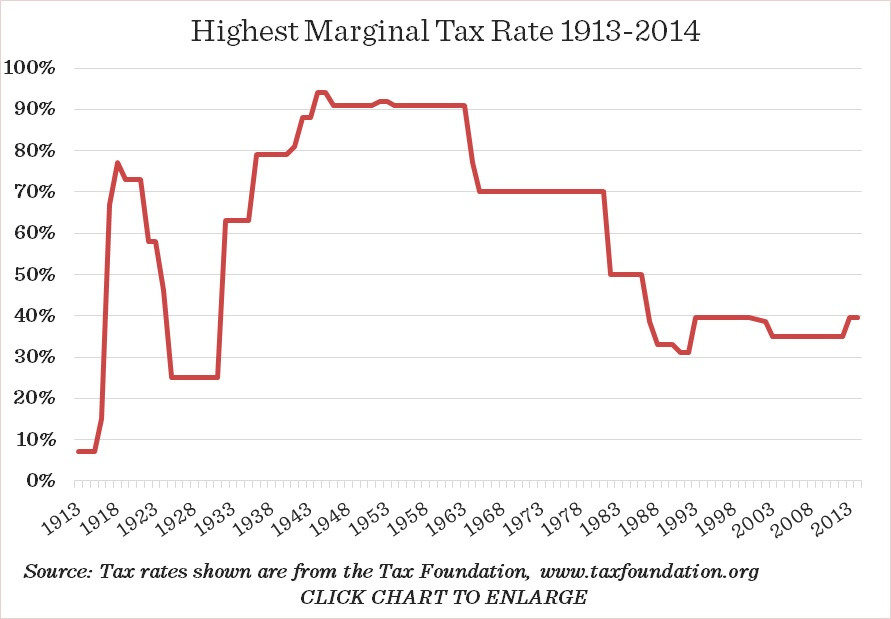 Highest Marginal Tax Rate 1913-2014
100%
90%
80%
70%
60%
50%
40%
30%
20%
10%
0%
1913 1918 1923 1928 1933 1938 1943 1948 1953 1958 1963 1968 1973 1978 1983 1988 1993 1998 2003 2008 2013
Source: Tax rates shown are from the Tax Foundation, www.taxfoundation.org
CLICK CHART TO ENLARGE